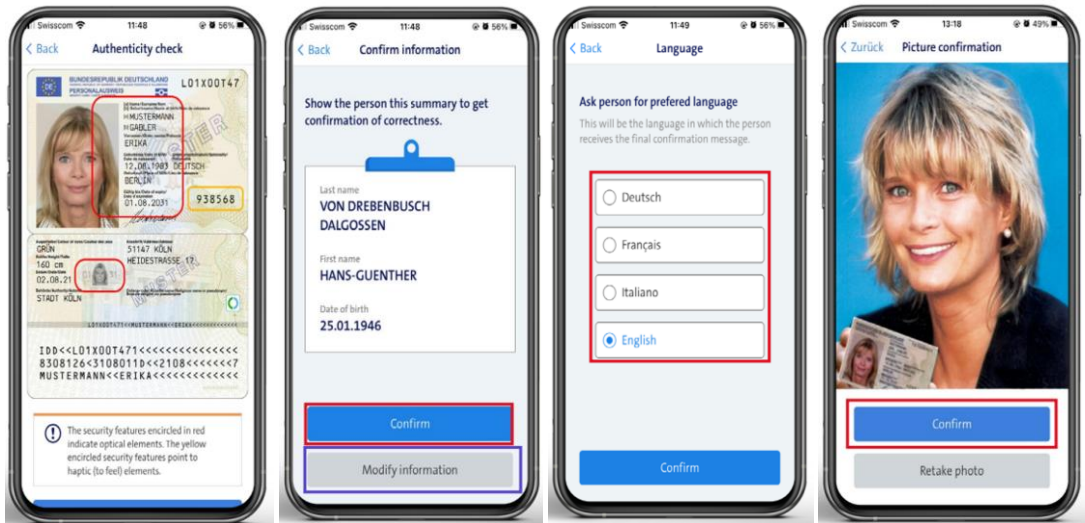 Swisscom
11:48
56%
Back
Authenticity check
BUNDESREPUBLIK DEUTSCHLAND
PERSONALAUSWEIS
DE
L01X00T47
MUSTERMANN
GABLER
ERIKA
12.08.1983 DEUTSCH
BERLIN
01.08.2031
938568
MUSTER
GRÜN
160 cm
02.08.21
STADT KÖLN
51147 KÖLN
HEIDESTRASSE 17
MUSTER
IDD<<L01X00T471<<<<<<<<<<<<<<<
8308126<3108011D<<2108<<<<<<<7
MUSTERMANN<<ERIKA<<<<<<<<<<<<<
The security features encircled in red
indicate optical elements. The yellow
encircled security features point to
haptic (to feel) elements.
Swisscom
11:48
56%
Back
Confirm information
Show the person this summary to get
confirmation of correctness.
Last name
VON DREBENBUSCH
DALGOSSEN
First name
HANS-GUENTHER
Date of birth
25.01.1946
Confirm
Modify information
Swisscom
11:49
56%
Back
Language
Ask person for prefered language
This will be the language in which the person
receives the final confirmation message.
Deutsch
Français
Italiano
English
Confirm
Swisscom
13:18
49%
Zurück
Picture confirmation
Confirm
Retake photo